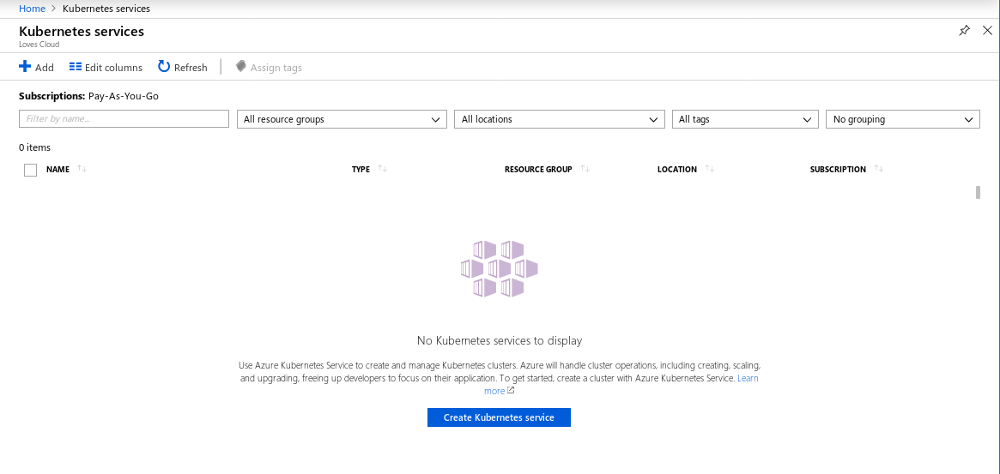 Home > Kubernetes services
Kubernetes services
Loves Cloud
Add Edit columns Refresh Assign tags
Subscriptions: Pay-As-You-Go
Filter by name... All resource groups All locations All tags No grouping
0 items
NAME TYPE RESOURCE GROUP LOCATION SUBSCRIPTION
No Kubernetes services to display
Use Azure Kubernetes Service to create and manage Kubernetes clusters. Azure will handle cluster operations, including creating, scaling,
and upgrading, freeing up developers to focus on their application. To get started, create a cluster with Azure Kubernetes Service. Learn
more
Create Kubernetes service